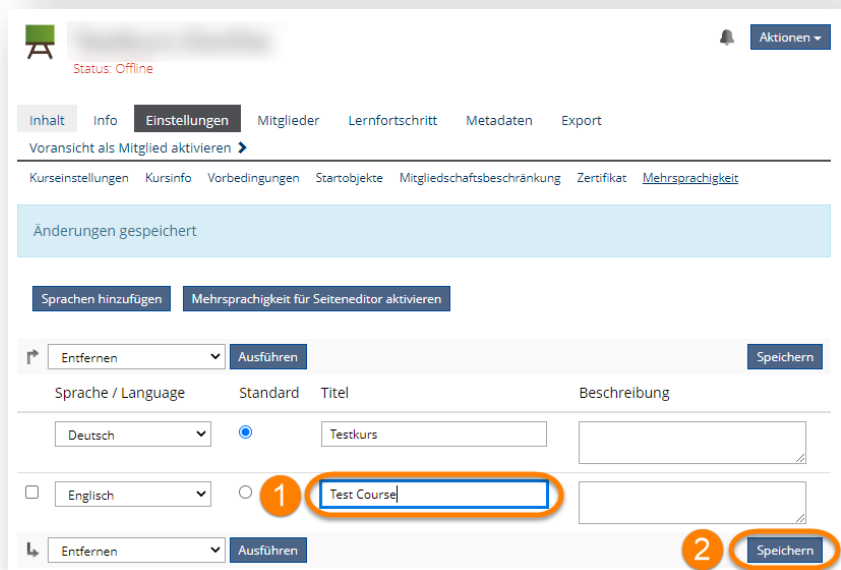 Aktionen
Status: Offline
Inhalt Info Einstellungen Mitglieder Lernfortschritt Metadaten Export
Voransicht als Mitglied aktivieren
Kurseinstellungen Kursinfo Vorbedingungen Startobjekte Mitgliedschaftsbeschränkung Zertifikat Mehrsprachigkeit
Änderungen gespeichert
Sprachen hinzufügen Mehrsprachigkeit für Seiteneditor aktivieren
Entfernen Ausführen Speichern
Sprache / Language Standard Titel Beschreibung
Deutsch Testkurs
Englisch 1 Test Course
Entfernen Ausführen 2 Speichern